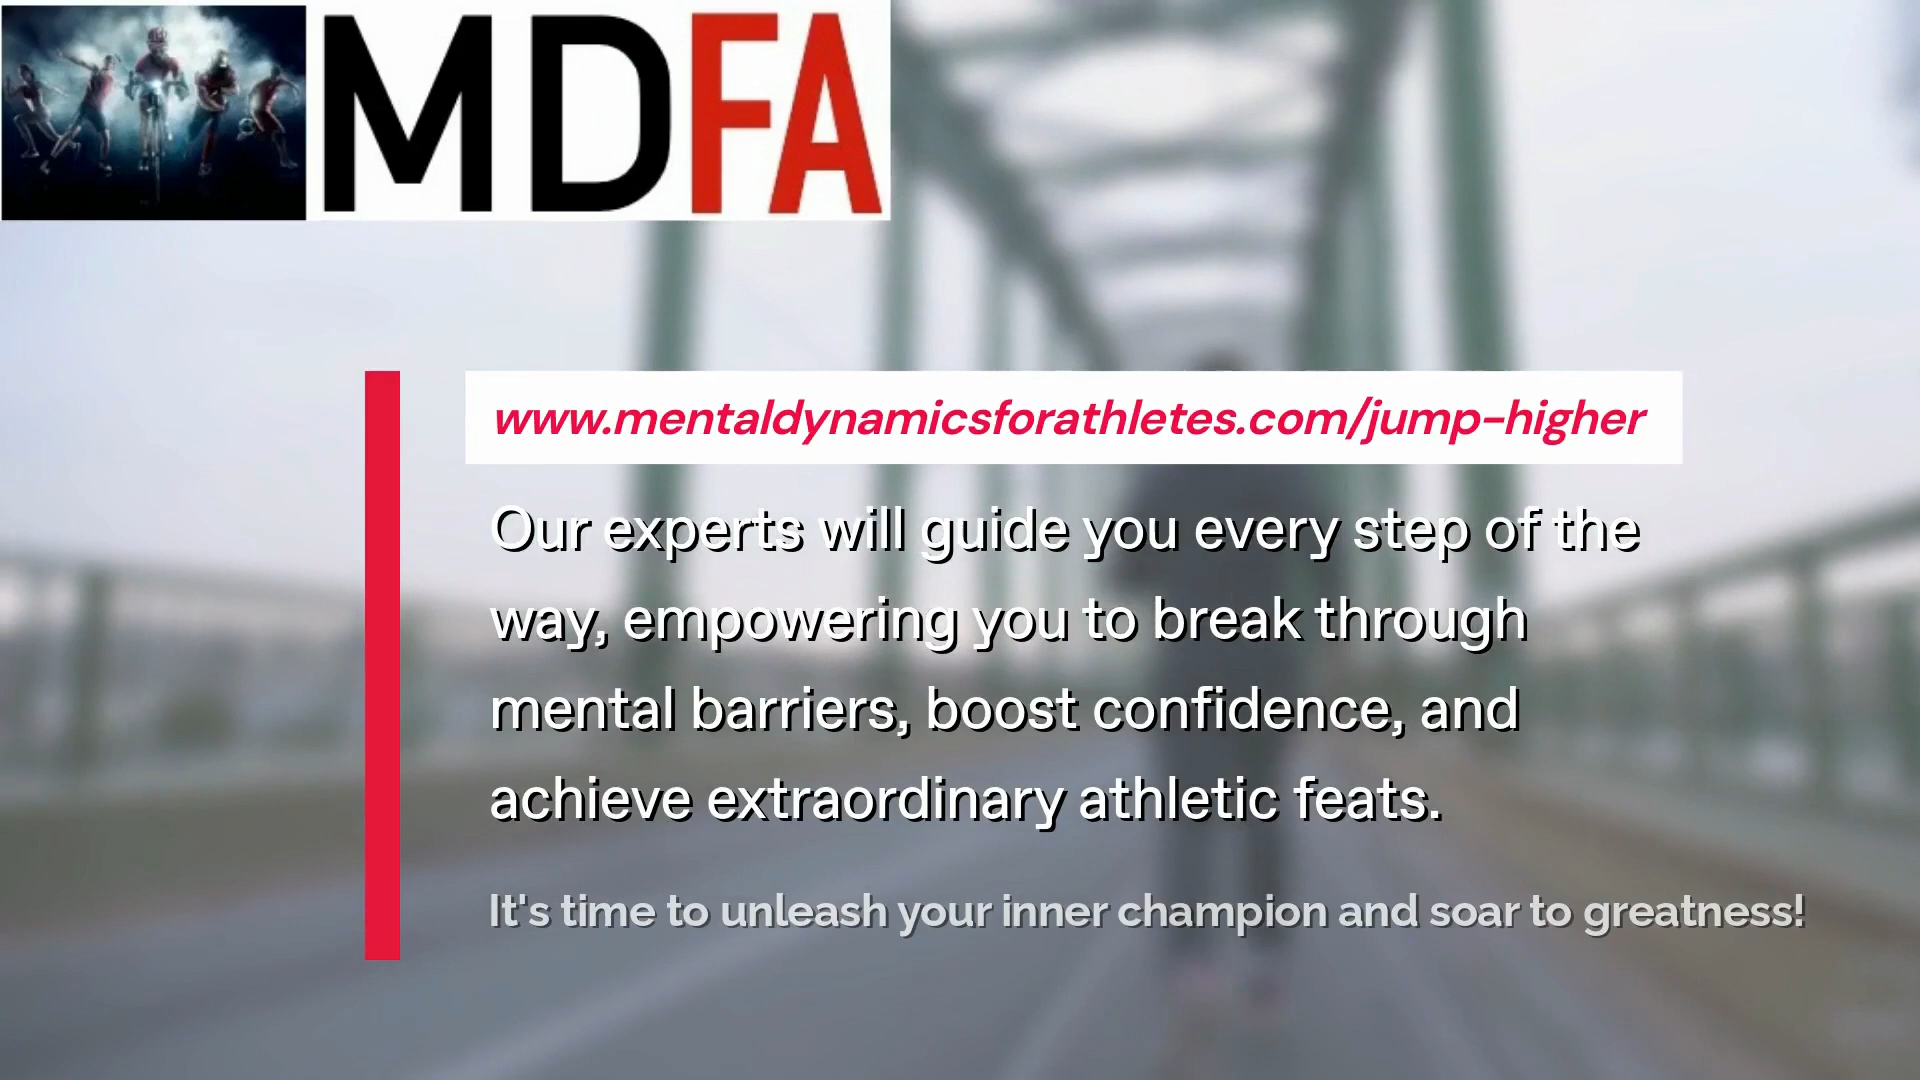 MDFA
www.mentaldynamicsforathletes.com/jump-higher
Our experts will guide you every step of the
way, empowering you to break through
mental barriers, boost confidence, and
achieve extraordinary athletic feats.
It's time to unleash your inner champion and soar to greatness!